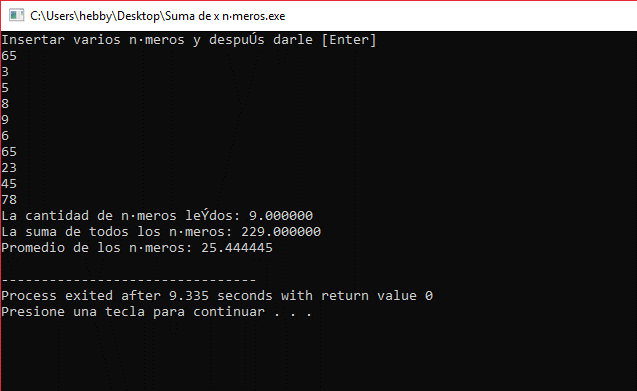 C:\Users\hebby\Desktop\Suma de x n·meros.exe
Insertar varios n·meros y despuÚs darle [Enter]
65
3
5
8
9
6
65
23
45
78
La cantidad de n·meros leÝdos: 9.000000
La suma de todos los n·meros: 229.000000
Promedio de los n·meros: 25.444445
--------------------------------
Process exited after 9.335 seconds with return value 0
Presione una tecla para continuar . . .